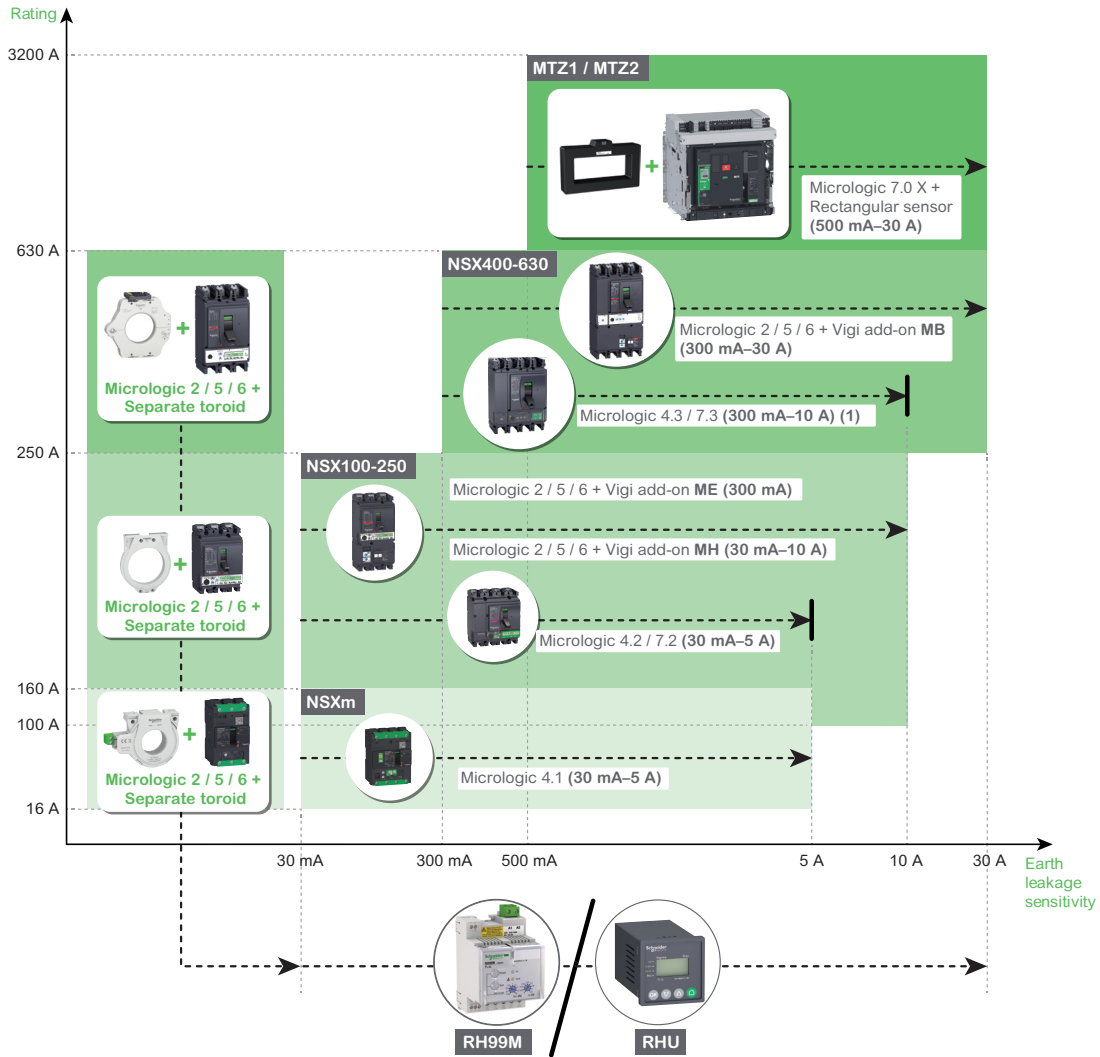 Rating
3200 A
MTZ1 / MTZ2
+
Micrologic 7.0 X +
Rectangular sensor
(500 mA–30 A)
630 A
NSX400-630
+
Micrologic 2 / 5 / 6 +
Separate toroid
Micrologic 2 / 5 / 6 + Vigi add-on MB
(300 mA–30 A)
Micrologic 4.3 / 7.3 (300 mA–10 A) (1)
250 A
NSX100-250
Micrologic 2 / 5 / 6 + Vigi add-on ME (300 mA)
+
Micrologic 2 / 5 / 6 + Vigi add-on MH (30 mA–10 A)
Micrologic 2 / 5 / 6 +
Separate toroid
Micrologic 4.2 / 7.2 (30 mA–5 A)
160 A
NSXm
100 A
+
Micrologic 2 / 5 / 6 +
Separate toroid
Micrologic 4.1 (30 mA–5 A)
16 A
30 mA
300 mA
500 mA
5 A
10 A
30 A
Earth
leakage
sensitivity
A1 A2
Schneider
OK
RH99M
RHU